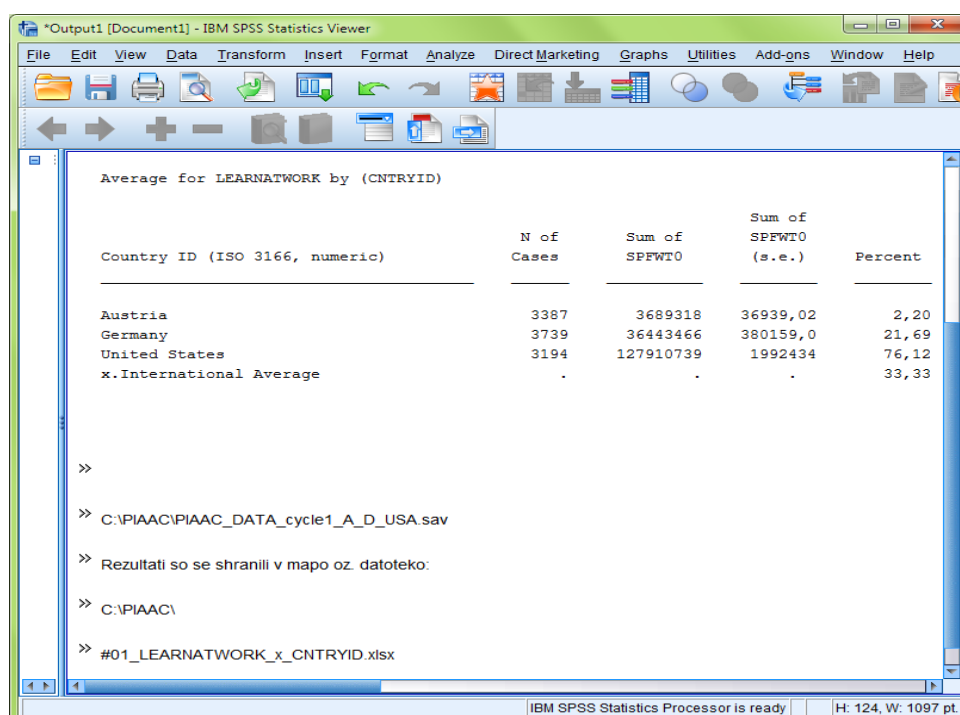 *Output1 [Document1] - IBM SPSS Statistics Viewer
File Edit View Data Transform Insert Format Analyze Direct Marketing Graphs Utilities Add-ons Window Help
Average for LEARNATWORK by (CNTRYID)
Sum of
N of Sum of SPFWT0
Country ID (ISO 3166, numeric) Cases SPFWT0 (s.e.) Percent
Austria 3387 3689318 36939,02 2,20
Germany 3739 36443466 380159,0 21,69
United States 3194 127910739 1992434 76,12
x.International Average . . . 33,33
»
» C:\PIAAC\PIAAC_DATA_cycle1_A_D_USA.sav
» Rezultati so se shranili v mapo oz. datoteko:
» C:\PIAAC\
» #01_LEARNATWORK_x_CNTRYID.xlsx
IBM SPSS Statistics Processor is ready H: 124, W: 1097 pt.